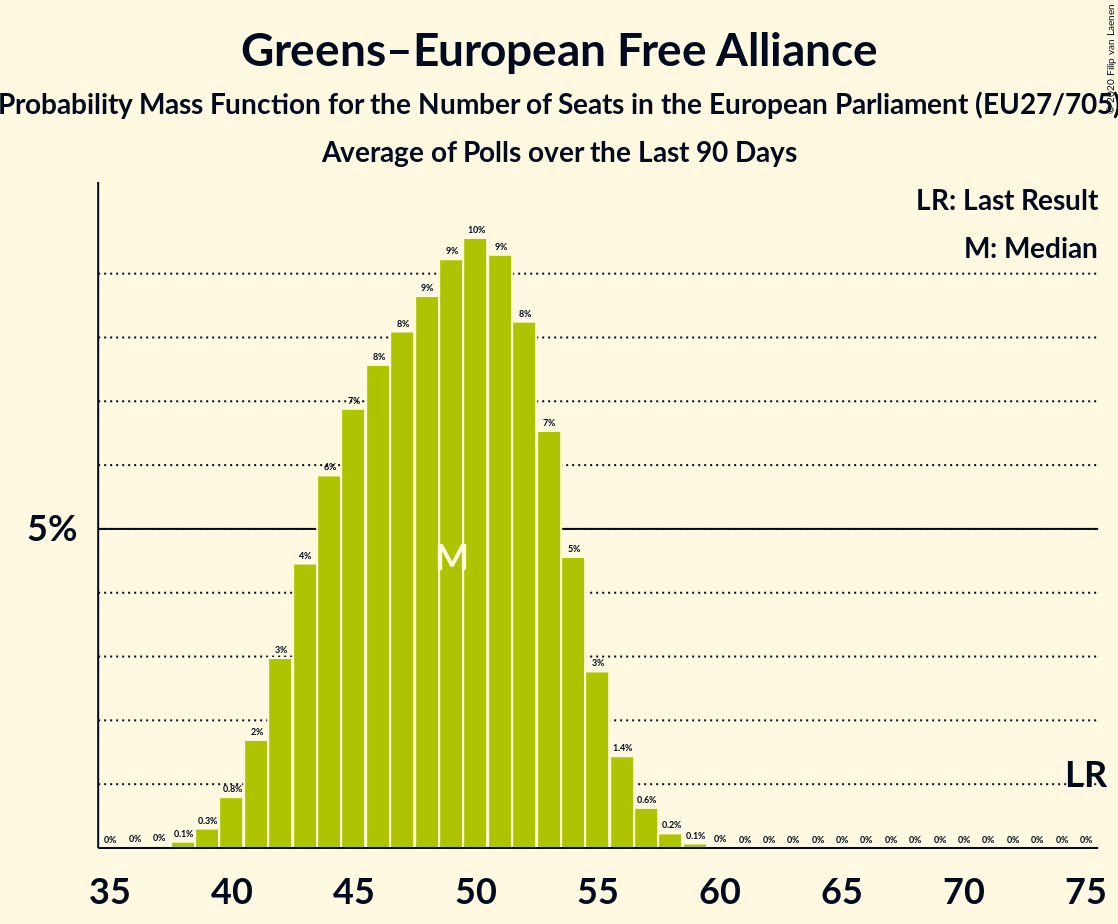 Greens–European Free Alliance
Probability Mass Function for the Number of Seats in the European Parliament (EU27/705)
Average of Polls over the Last 90 Days
© 2020 Filip van Laenen
LR: Last Result
M: Median
5%
0% 0% 0% 0.1% 0.3% 0.8% 2% 3% 4% 6% 7% 8% 8% 9% 9% 10% 9% 8% 7% 5% 3% 1.4% 0.6% 0.2% 0.1% 0% 0% 0% 0% 0% 0% 0% 0% 0% 0% 0% 0% 0% 0% 0% 0%
M
LR
35 40 45 50 55 60 65 70 75